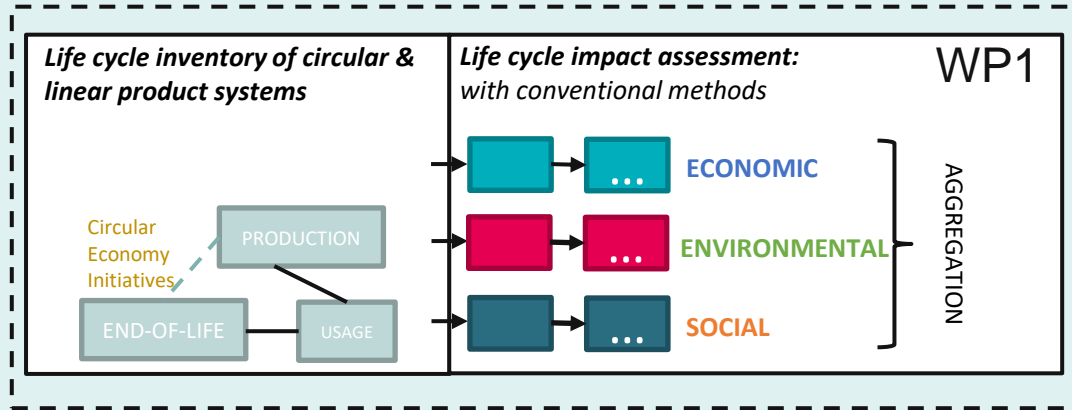 Life cycle inventory of circular &
linear product systems
Circular
Economy
Initiatives
PRODUCTION
END-OF-LIFE
USAGE
Life cycle impact assessment:
with conventional methods
WP1
...
ECONOMIC
...
ENVIRONMENTAL
...
SOCIAL
AGGREGATION